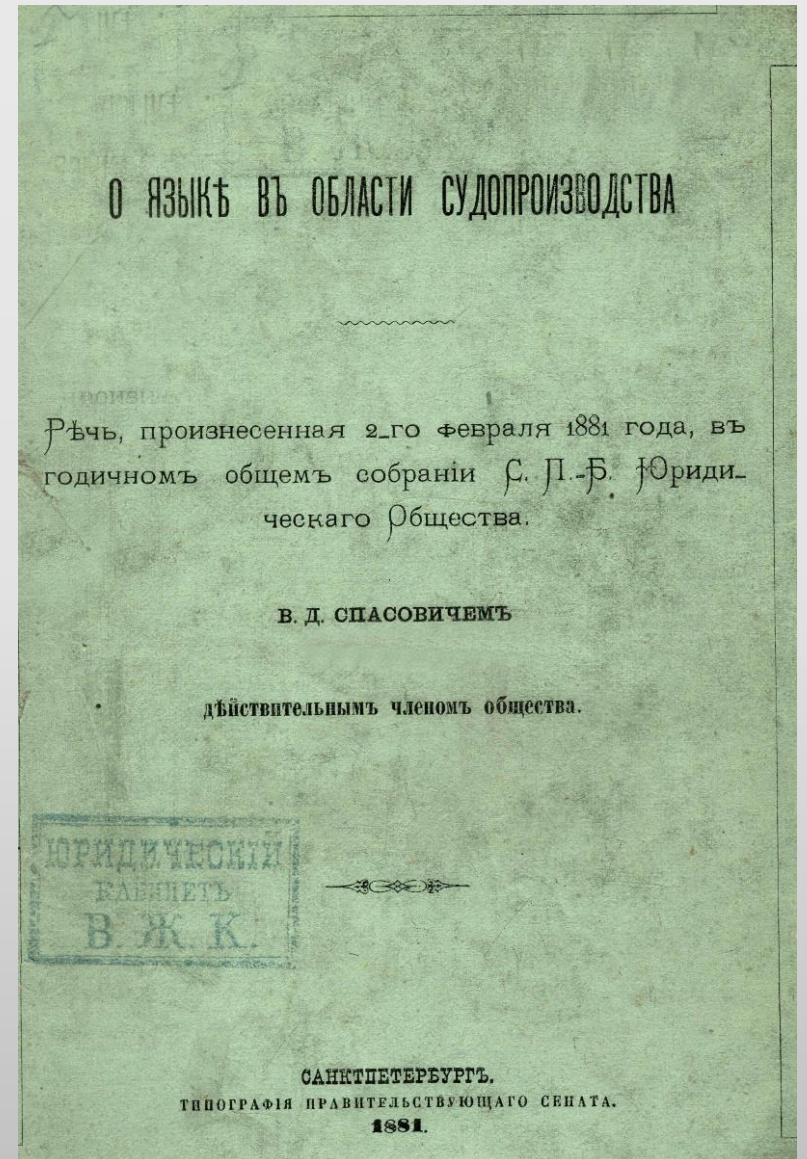 О ЯЗЫКѢ ВЪ ОБЛАСТИ СУДОПРОИЗВОДСТВА
Рѣчь, произнесенная 2-го февраля 1881 года, въ
годичномъ общемъ собраніи С. П.-Б. Юриди-
ческаго Общества.
В. Д. СПАСОВИЧЕМЪ
дѣйствительнымъ членомъ общества.
ЮРИДИЧЕСКІЙ
КАБИНЕТЪ
В. Ж. К.
САНКТПЕТЕРБУРГЪ.
ТИПОГРАФІЯ ПРАВИТЕЛЬСТВУЮЩАГО СЕНАТА.
1881.